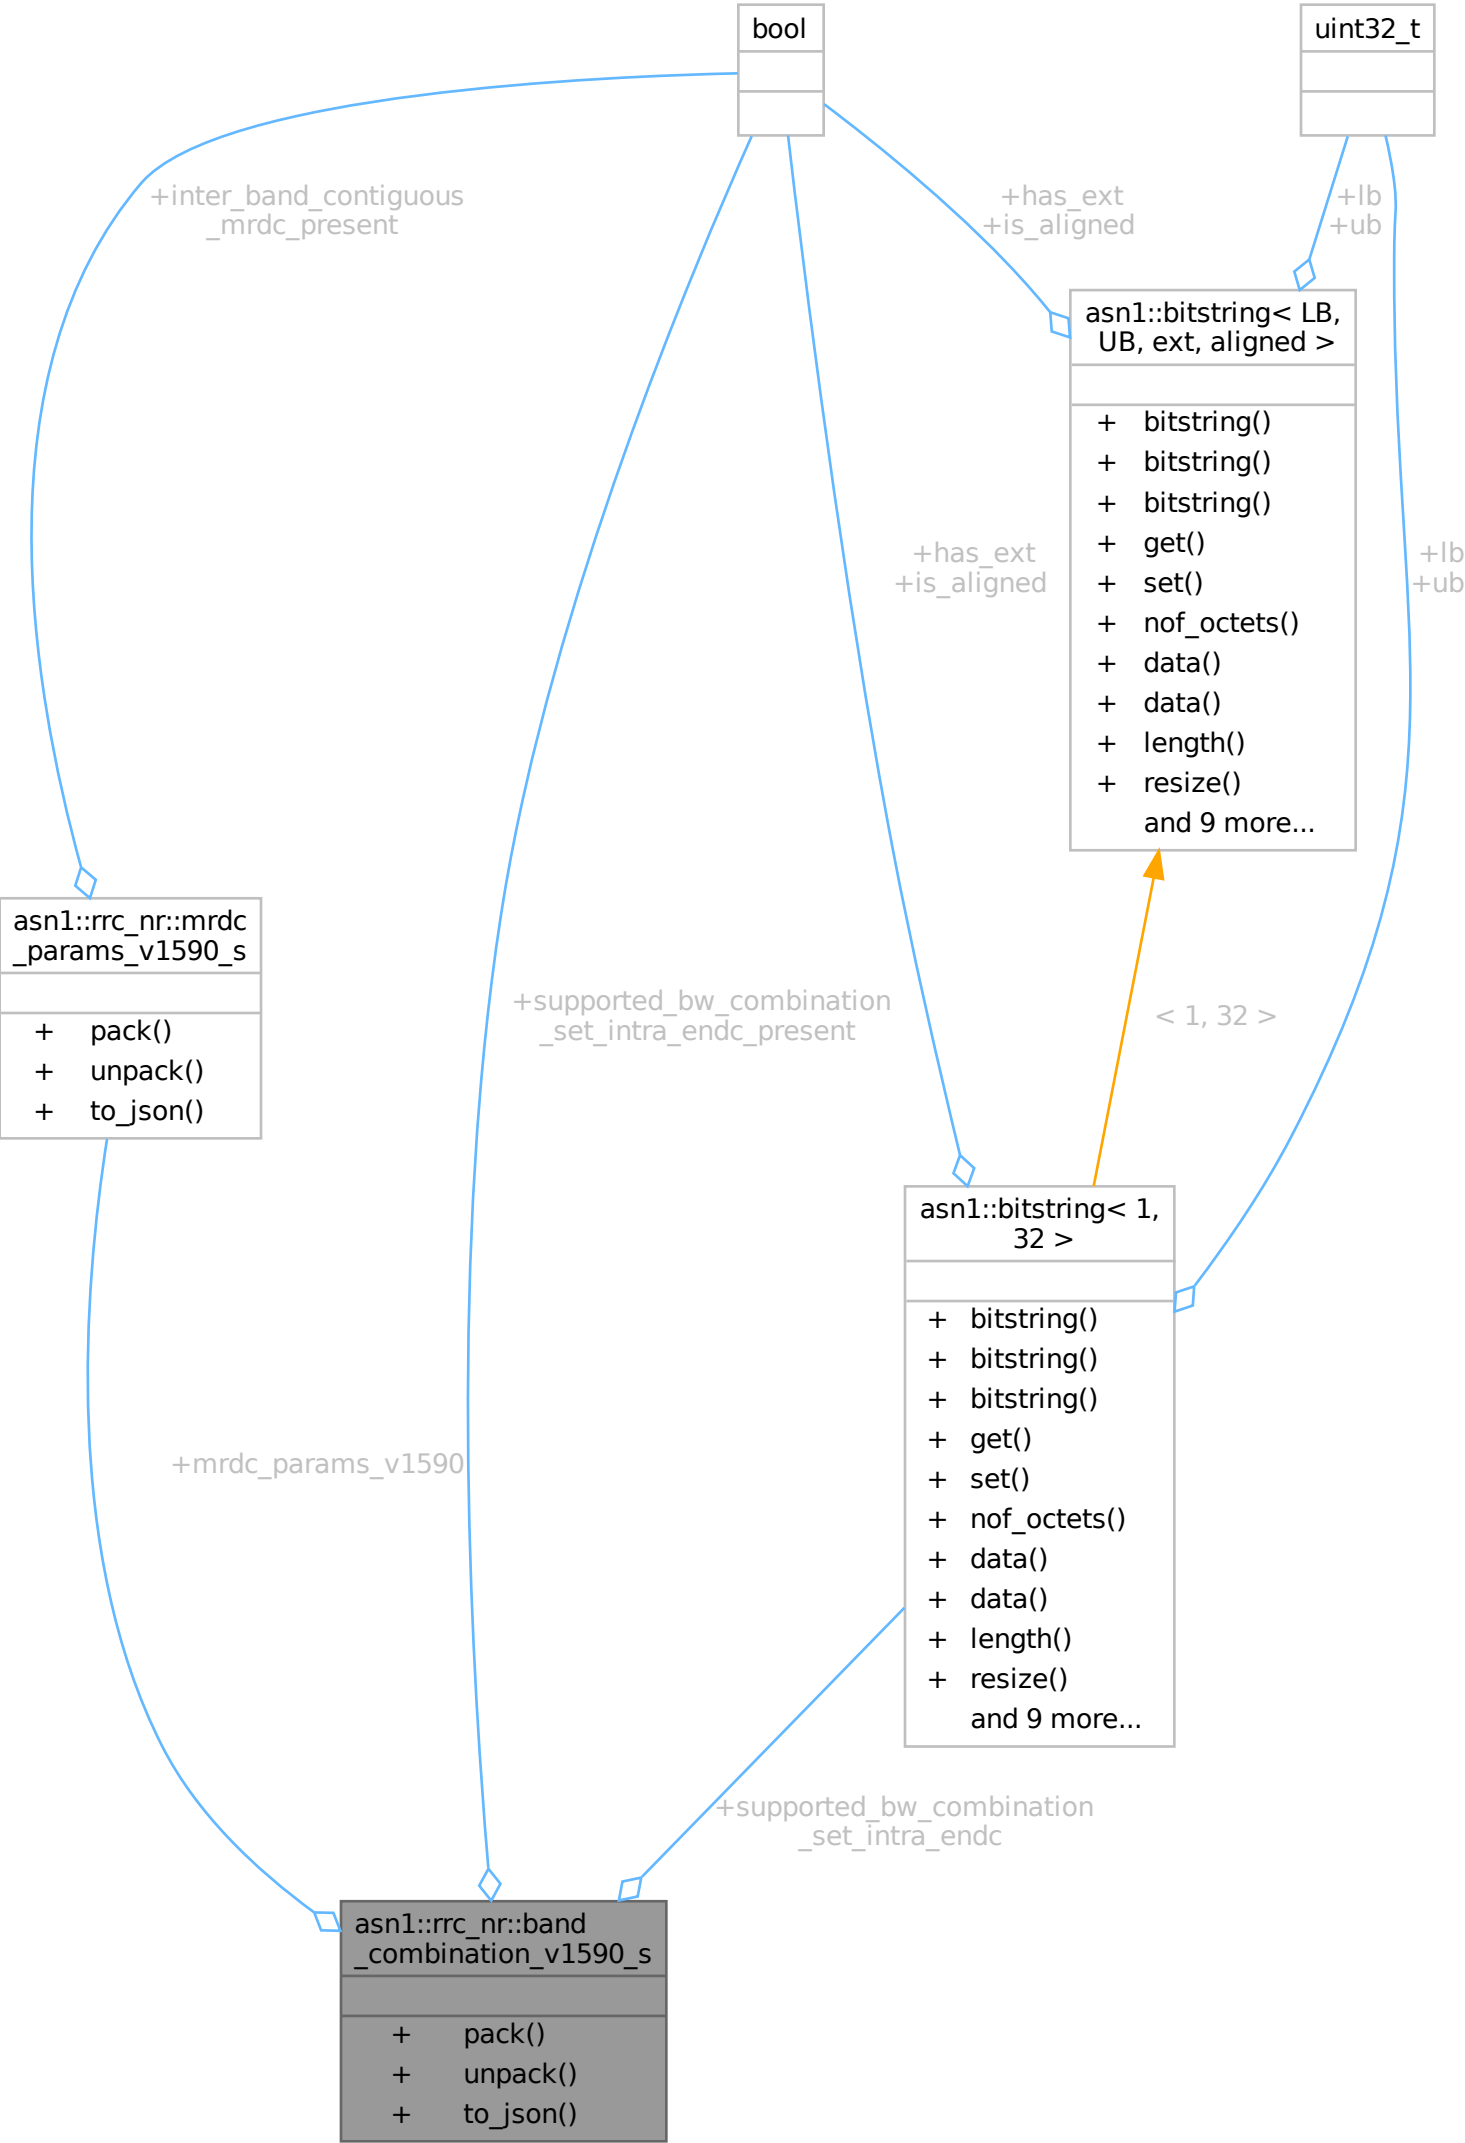 bool
uint32_t
+inter_band_contiguous
_mrdc_present
+has_ext
+is_aligned
+lb
+ub
asn1::bitstring< LB,
UB, ext, aligned >
+ bitstring()
+ bitstring()
+ bitstring()
+ get()
+ set()
+ nof_octets()
+ data()
+ data()
+ length()
+ resize()
and 9 more...
+has_ext
+is_aligned
+lb
+ub
asn1::rrc_nr::mrdc
_params_v1590_s
+ pack()
+ unpack()
+ to_json()
+supported_bw_combination
_set_intra_endc_present
< 1, 32 >
asn1::bitstring< 1,
32 >
+ bitstring()
+ bitstring()
+ bitstring()
+ get()
+ set()
+ nof_octets()
+ data()
+ data()
+ length()
+ resize()
and 9 more...
+mrdc_params_v1590
+supported_bw_combination
_set_intra_endc
asn1::rrc_nr::band
_combination_v1590_s
+ pack()
+ unpack()
+ to_json()